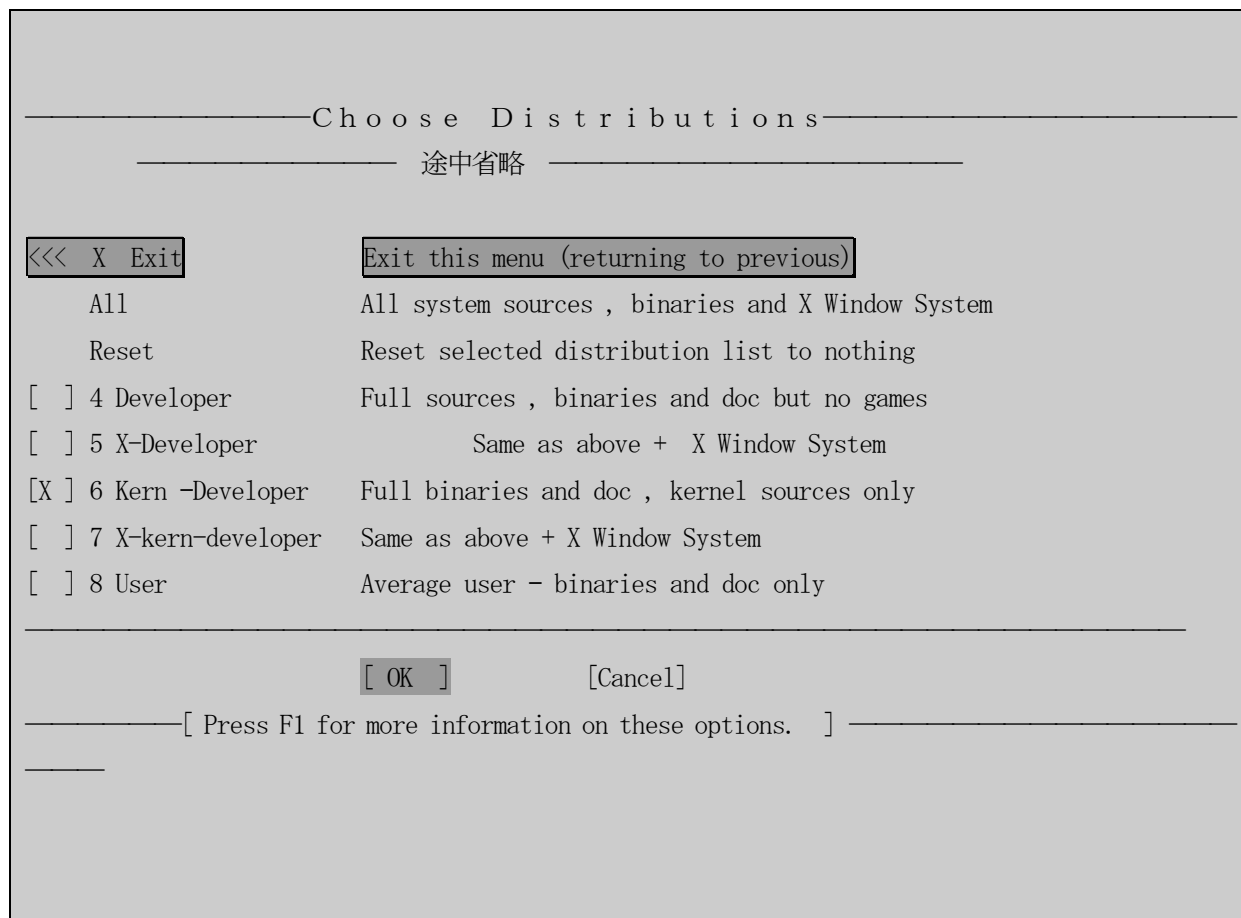 Ｃｈｏｏｓｅ　Ｄｉｓｔｒｉｂｕｔｉｏｎｓ
途中省略
<<< X Exit Exit this menu (returning to previous)
All All system sources , binaries and X Window System
Reset Reset selected distribution list to nothing
[ ] 4 Developer Full sources , binaries and doc but no games
[ ] 5 X-Developer Same as above + X Window System
[X ] 6 Kern -Developer Full binaries and doc , kernel sources only
[ ] 7 X-kern-developer Same as above + X Window System
[ ] 8 User Average user - binaries and doc only
[ OK ] [Cancel]
[ Press F1 for more information on these options. ]